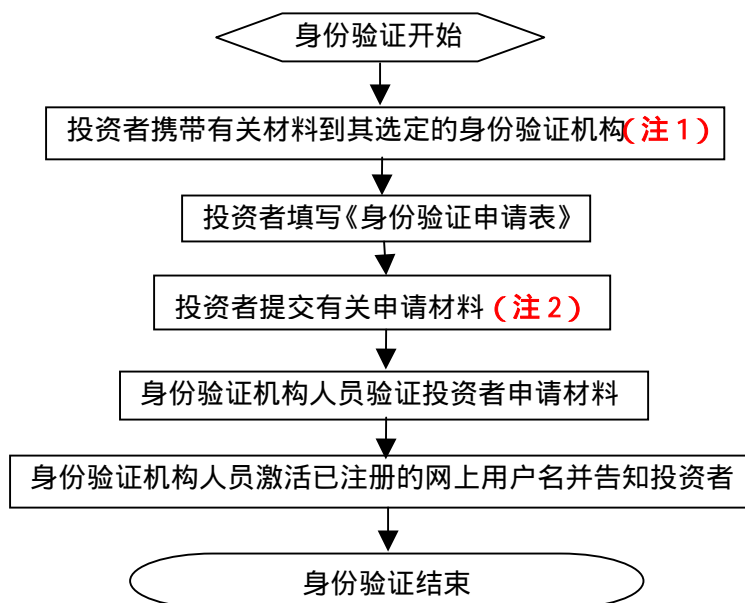 身份验证开始
投资者携带有关材料到其选定的身份验证机构（注1）
投资者填写《身份验证申请表》
投资者提交有关申请材料（注2）
身份验证机构人员验证投资者申请材料
身份验证机构人员激活已注册的网上用户名并告知投资者
身份验证结束